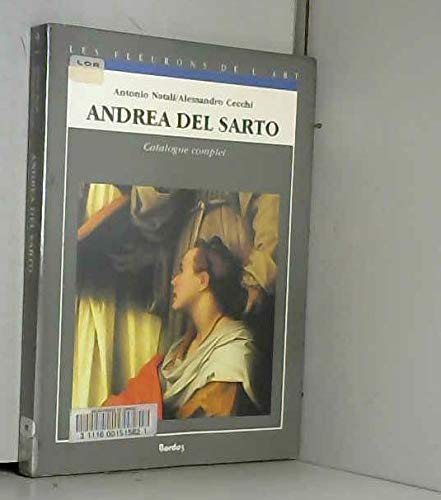 LES FLEURONS DE L'ART
LOR
Antonio Natali/Alessandro Cecchi
ANDREA DEL SARTO
Catalogue complet
ANDREA DEL SARTO
3 1116 00151562 1
Bordas